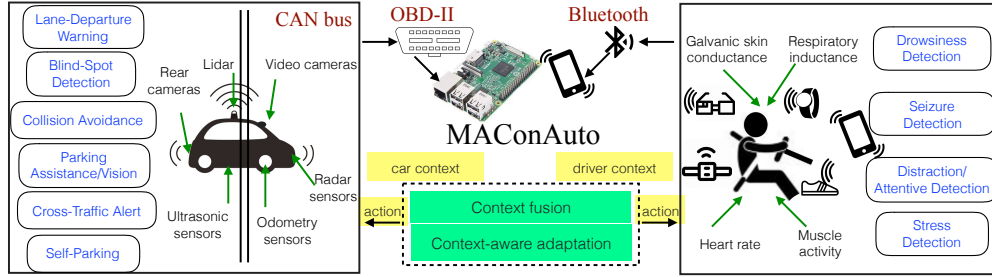 CAN bus
Lane-Departure
Warning
Blind-Spot
Detection
Collision Avoidance
Parking
Assistance/Vision
Cross-Traffic Alert
Self-Parking
Rear
cameras
Lidar
Video cameras
Ultrasonic
sensors
Odometry
sensors
Radar
sensors
OBD-II
Bluetooth
MAConAuto
car context
driver context
action
Context fusion
Context-aware adaptation
action
Galvanic skin
conductance
Respiratory
inductance
Heart rate
Muscle
activity
Drowsiness
Detection
Seizure
Detection
Distraction/
Attentive Detection
Stress
Detection